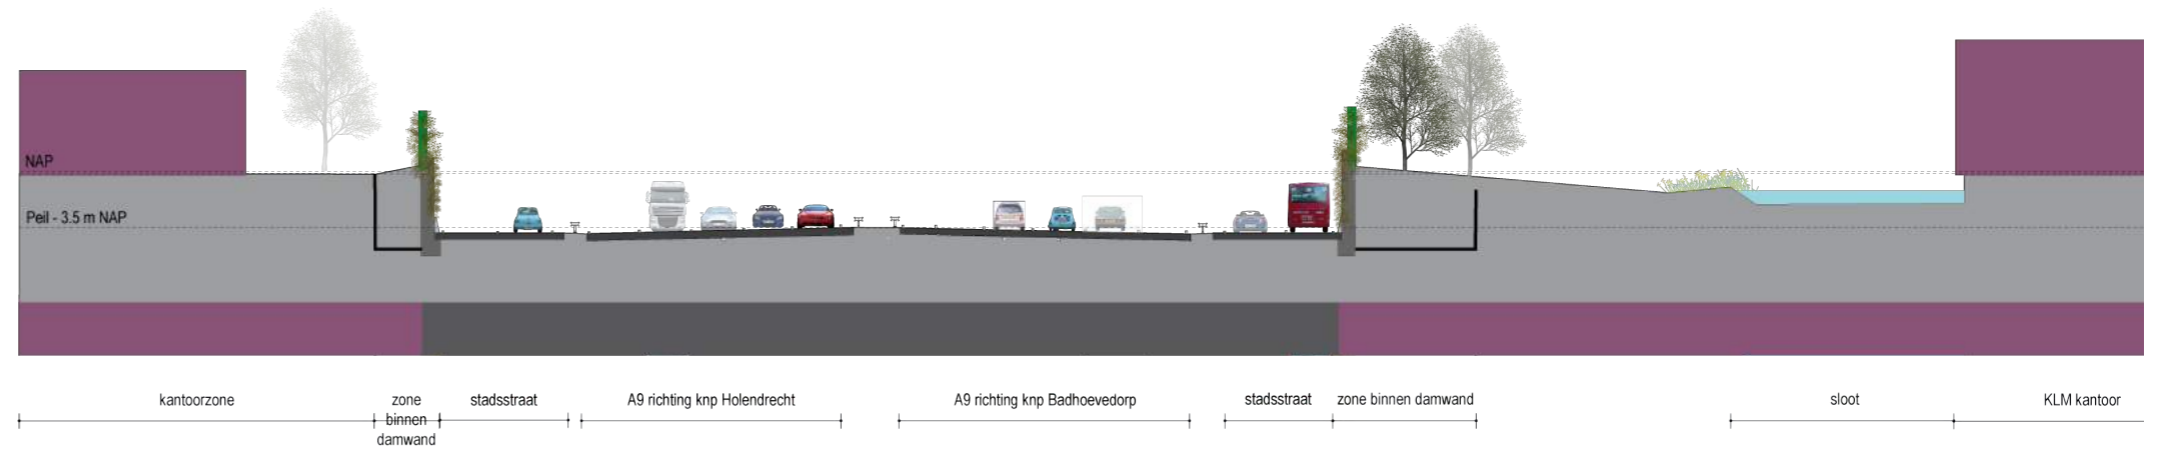 NAP
Peil - 3.5 m NAP
kantoorzone
zone
binnen
damwand
stadsstraat
A9 richting knp Holendrecht
A9 richting knp Badhoevedorp
stadsstraat
zone binnen damwand
sloot
KLM kantoor